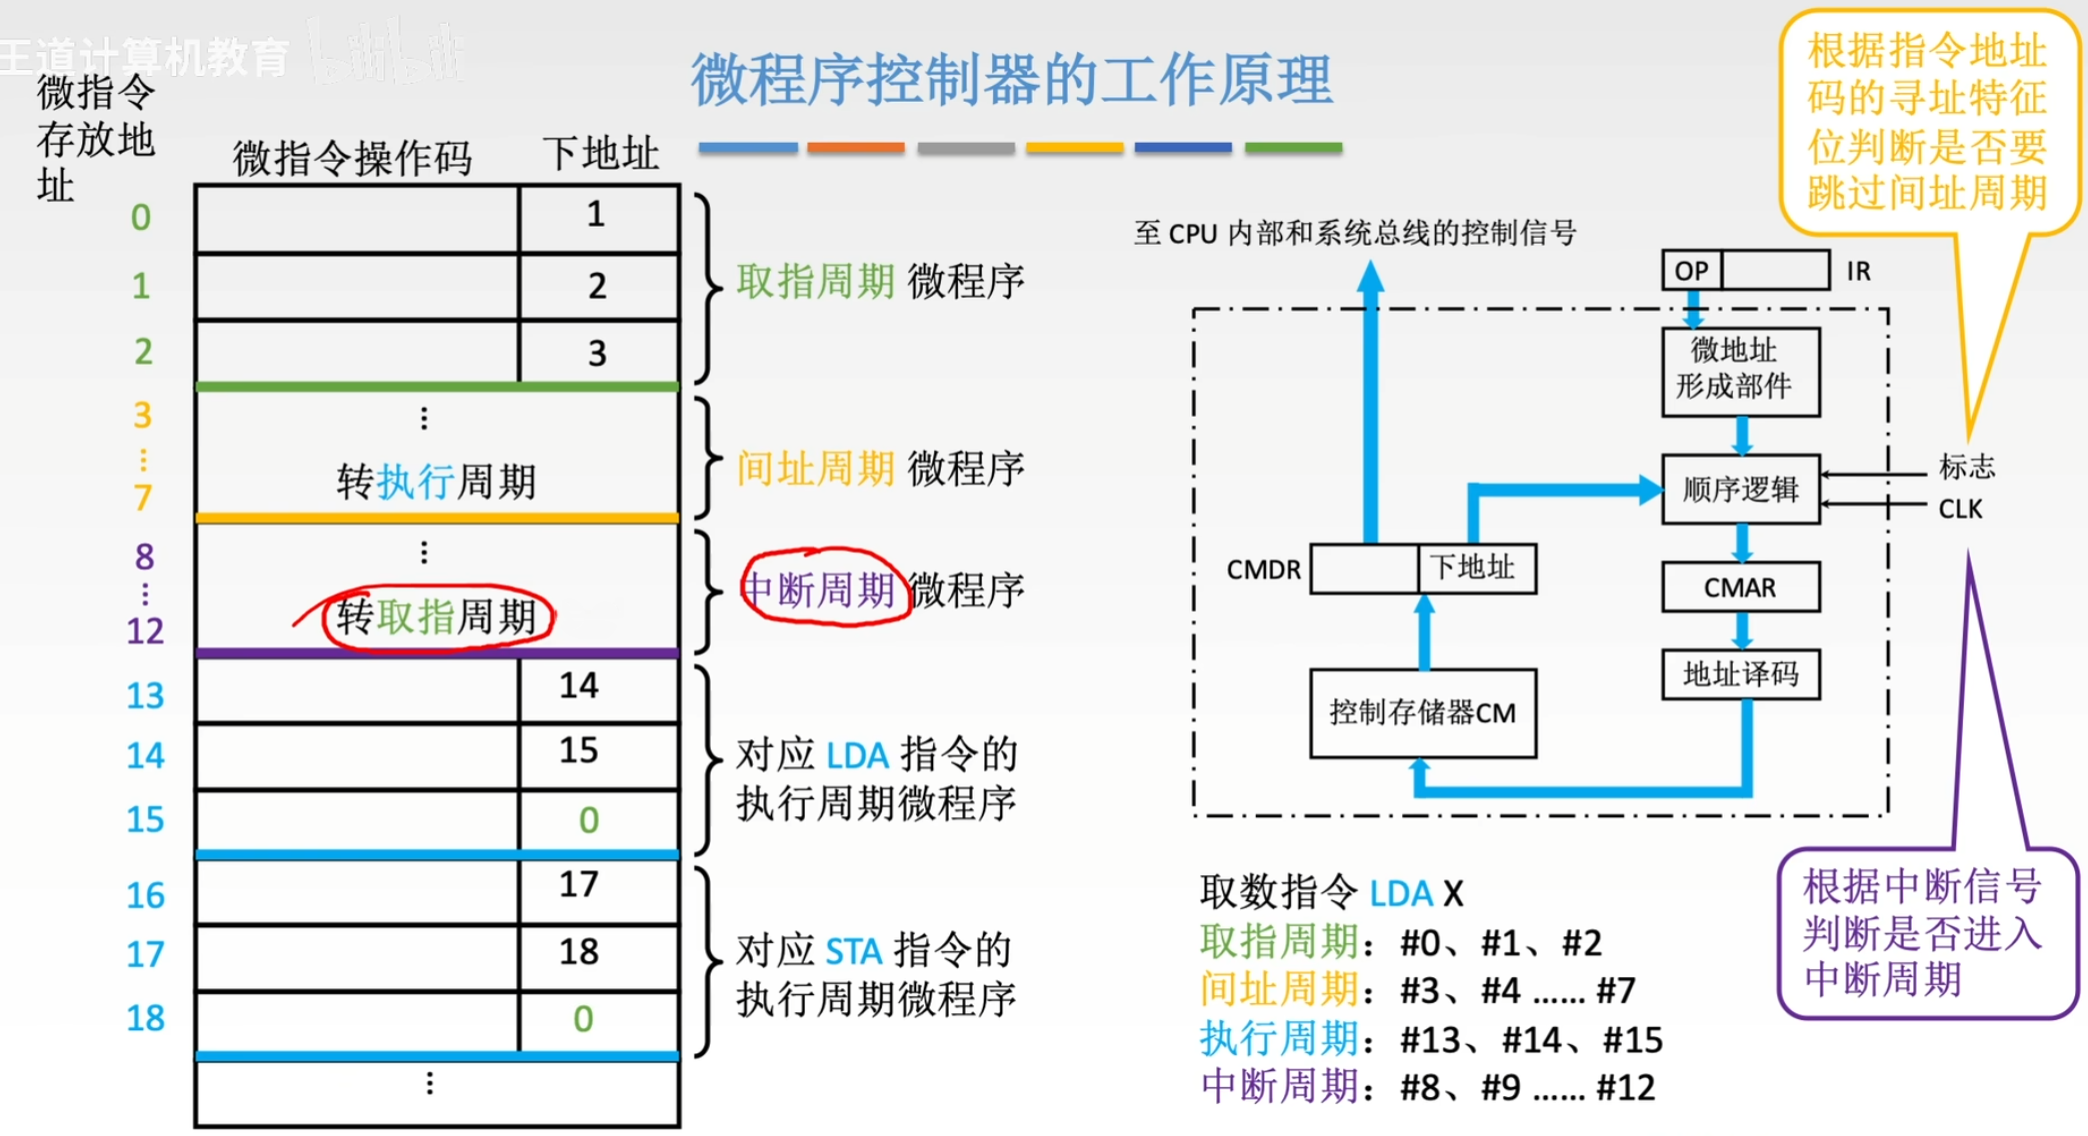 王道计算机教育 bilibili
微程序控制器的工作原理
微指令
存放地
址
微指令操作码
下地址
0
1
1
2
2
3
取指周期 微程序
3
⋮
7
⋮
转执行周期
间址周期 微程序
8
⋮
12
⋮
转取指周期
中断周期 微程序
13
14
14
15
15
0
对应 LDA 指令的
执行周期微程序
16
17
17
18
18
0
对应 STA 指令的
执行周期微程序
⋮
至 CPU 内部和系统总线的控制信号
OP
IR
微地址
形成部件
顺序逻辑
标志
CLK
CMDR
下地址
CMAR
控制存储器CM
地址译码
根据指令地址
码的寻址特征
位判断是否要
跳过间址周期
取数指令 LDA X
取指周期：#0、#1、#2
间址周期：#3、#4 …… #7
执行周期：#13、#14、#15
中断周期：#8、#9 …… #12
根据中断信号
判断是否进入
中断周期